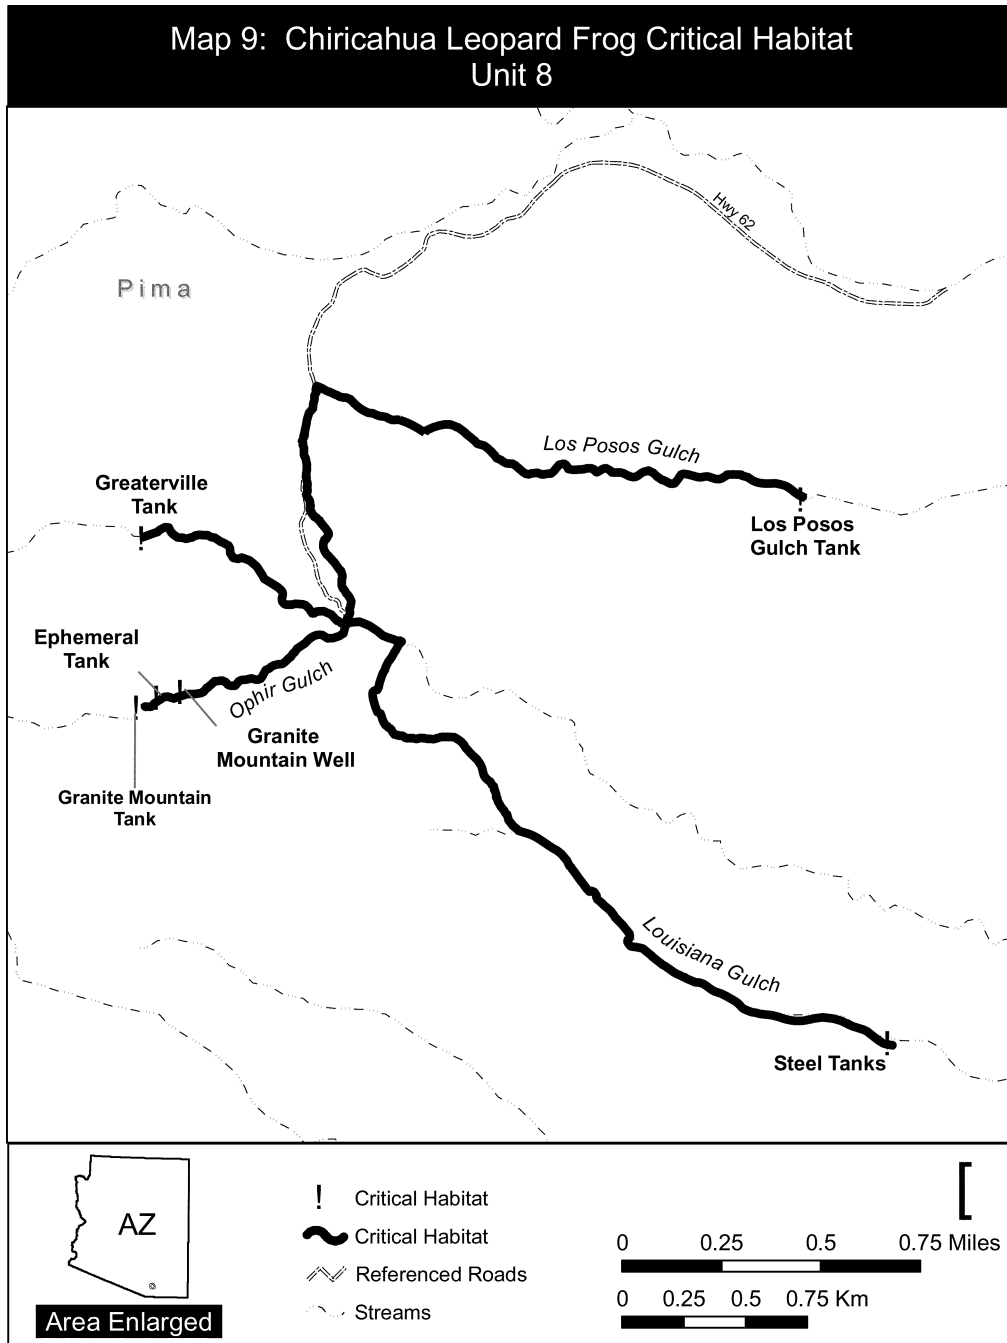 Map 9:  Chiricahua Leopard Frog Critical Habitat
Unit 8
Hwy 62
Pima
Los Posos Gulch
Greaterville
Tank
Los Posos
Gulch Tank
Ephemeral
Tank
Ophir Gulch
Granite
Mountain Well
Granite Mountain
Tank
Louisiana Gulch
Steel Tanks
AZ
Area Enlarged
! Critical Habitat
Critical Habitat
Referenced Roads
Streams
[
0 0.25 0.5 0.75 Miles
0 0.25 0.5 0.75 Km